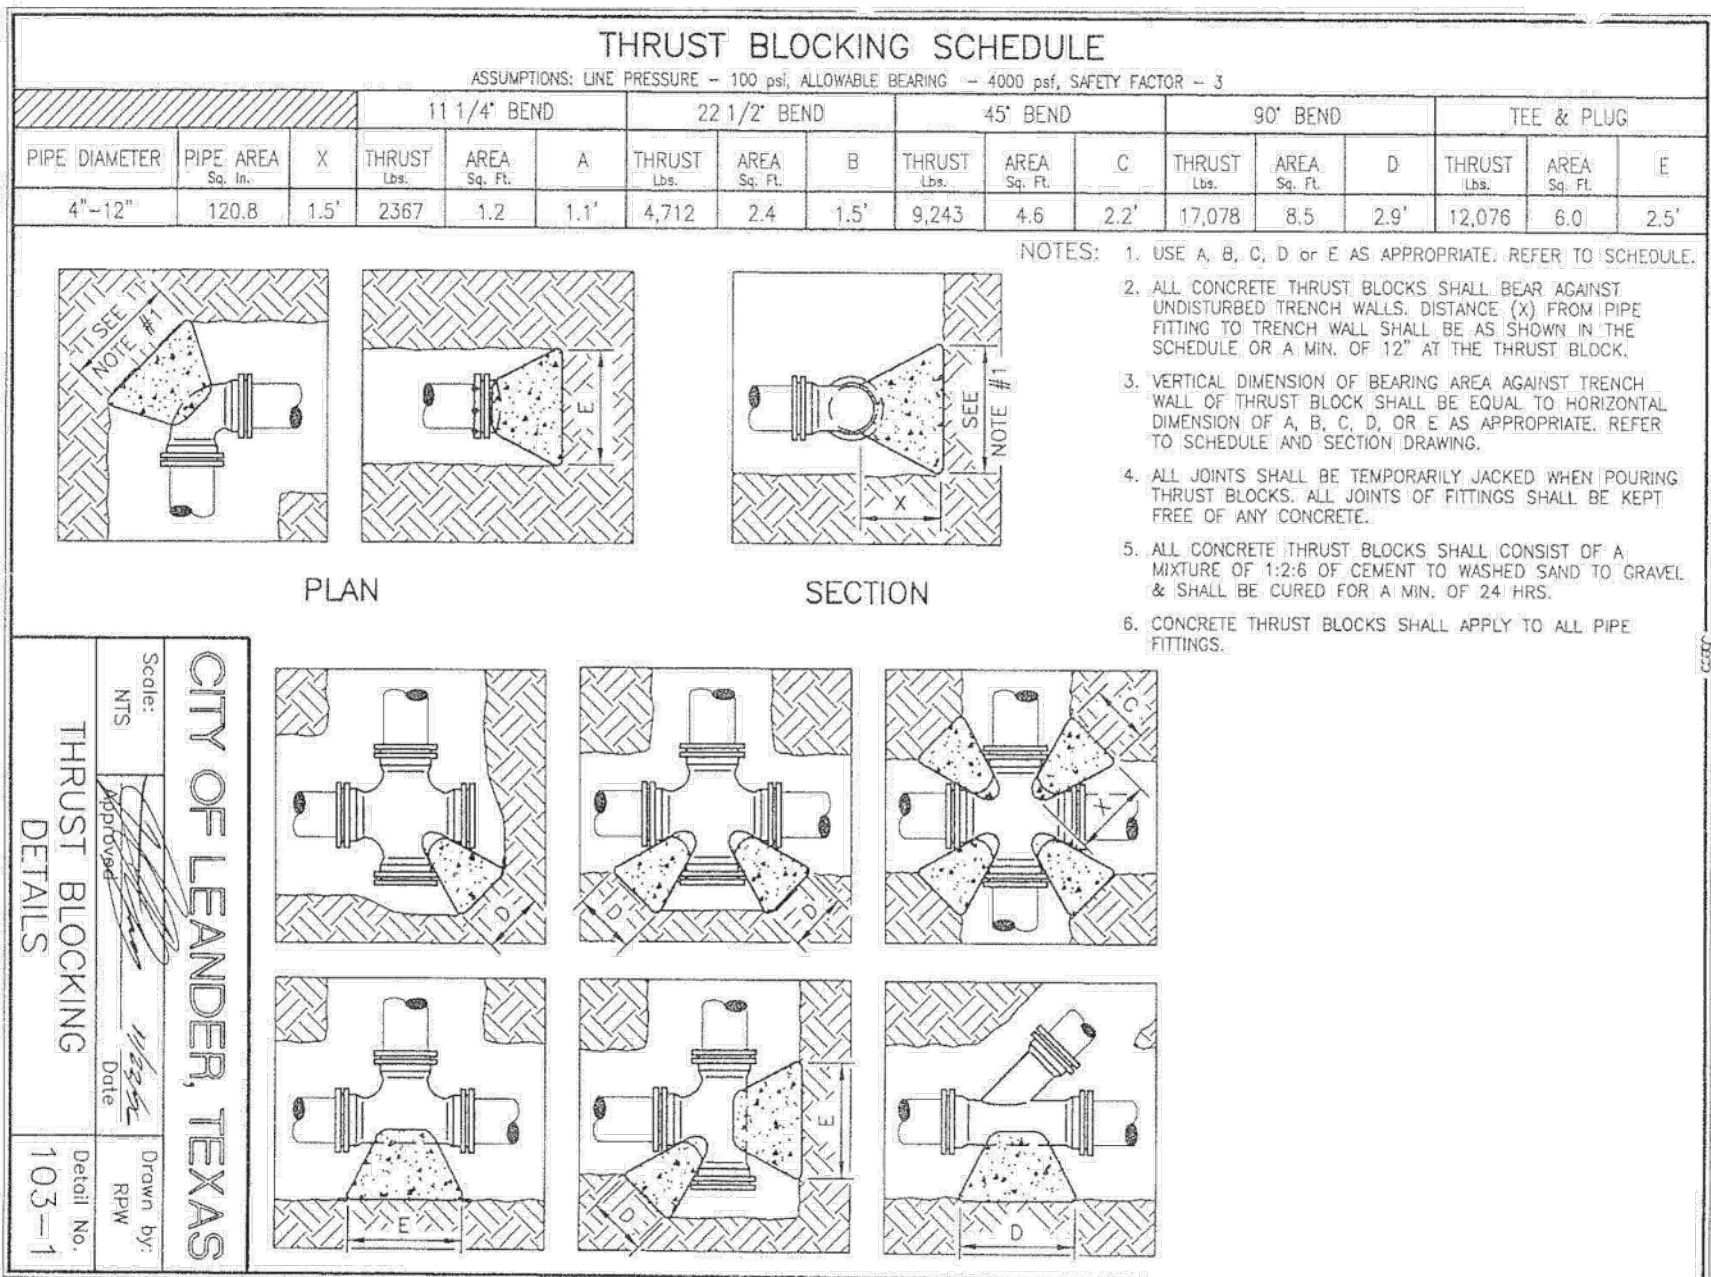 THRUST BLOCKING SCHEDULE
ASSUMPTIONS: LINE PRESSURE - 100 psi, ALLOWABLE BEARING - 4000 psf, SAFETY FACTOR - 3
11 1/4° BEND 22 1/2° BEND 45° BEND 90° BEND TEE & PLUG
PIPE DIAMETER PIPE AREA X THRUST AREA A THRUST AREA B THRUST AREA C THRUST AREA D THRUST AREA E
Sq. In. Lbs. Sq. Ft. Lbs. Sq. Ft. Lbs. Sq. Ft. Lbs. Sq. Ft. Lbs. Sq. Ft.
4"-12" 120.8 1.5' 2367 1.2 1.1' 4,712 2.4 1.5' 9,243 4.6 2.2' 17,078 8.5 2.9' 12,076 6.0 2.5'
NOTES: 1. USE A, B, C, D or E AS APPROPRIATE. REFER TO SCHEDULE.
2. ALL CONCRETE THRUST BLOCKS SHALL BEAR AGAINST
UNDISTURBED TRENCH WALLS. DISTANCE (X) FROM PIPE
FITTING TO TRENCH WALL SHALL BE AS SHOWN IN THE
SCHEDULE OR A MIN. OF 12" AT THE THRUST BLOCK.
3. VERTICAL DIMENSION OF BEARING AREA AGAINST TRENCH
WALL OF THRUST BLOCK SHALL BE EQUAL TO HORIZONTAL
DIMENSION OF A, B, C, D, OR E AS APPROPRIATE. REFER
TO SCHEDULE AND SECTION DRAWING.
4. ALL JOINTS SHALL BE TEMPORARILY JACKED WHEN POURING
THRUST BLOCKS. ALL JOINTS OF FITTINGS SHALL BE KEPT
FREE OF ANY CONCRETE.
5. ALL CONCRETE THRUST BLOCKS SHALL CONSIST OF A
MIXTURE OF 1:2:6 OF CEMENT TO WASHED SAND TO GRAVEL
& SHALL BE CURED FOR A MIN. OF 24 HRS.
6. CONCRETE THRUST BLOCKS SHALL APPLY TO ALL PIPE
FITTINGS.
SEE
NOTE #1
E
SEE
NOTE #1
X
PLAN
SECTION
D
D
D
C
X
E
E
D
D
CITY OF LEANDER, TEXAS
Scale:
NTS
Approved
Date
Drawn by:
RPW
THRUST BLOCKING
DETAILS
Detail No.
103-1